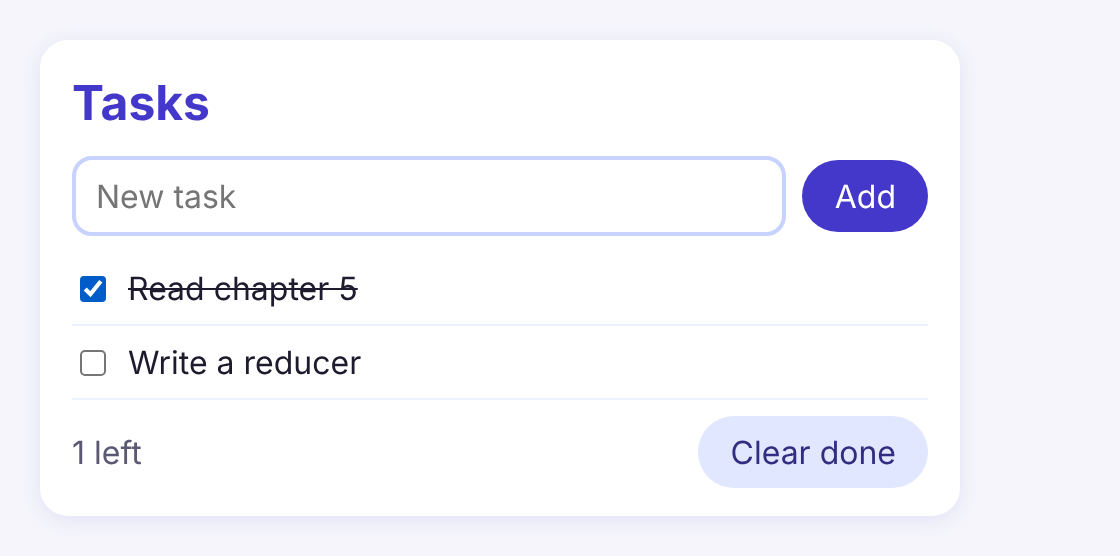 Tasks
New task
Add
Read chapter 5
Write a reducer
1 left
Clear done